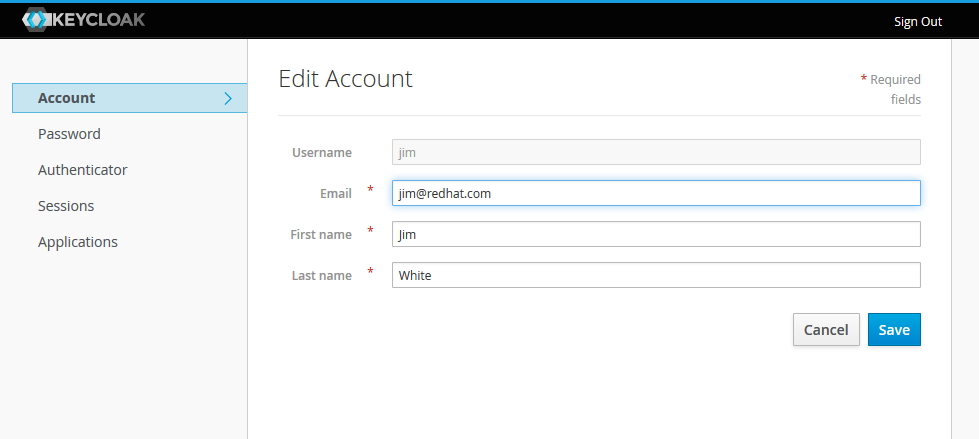 KEYCLOAK
Sign Out
Account
Password
Authenticator
Sessions
Applications
Edit Account
* Required
fields
Username jim
Email * jim@redhat.com
First name * Jim
Last name * White
Cancel Save